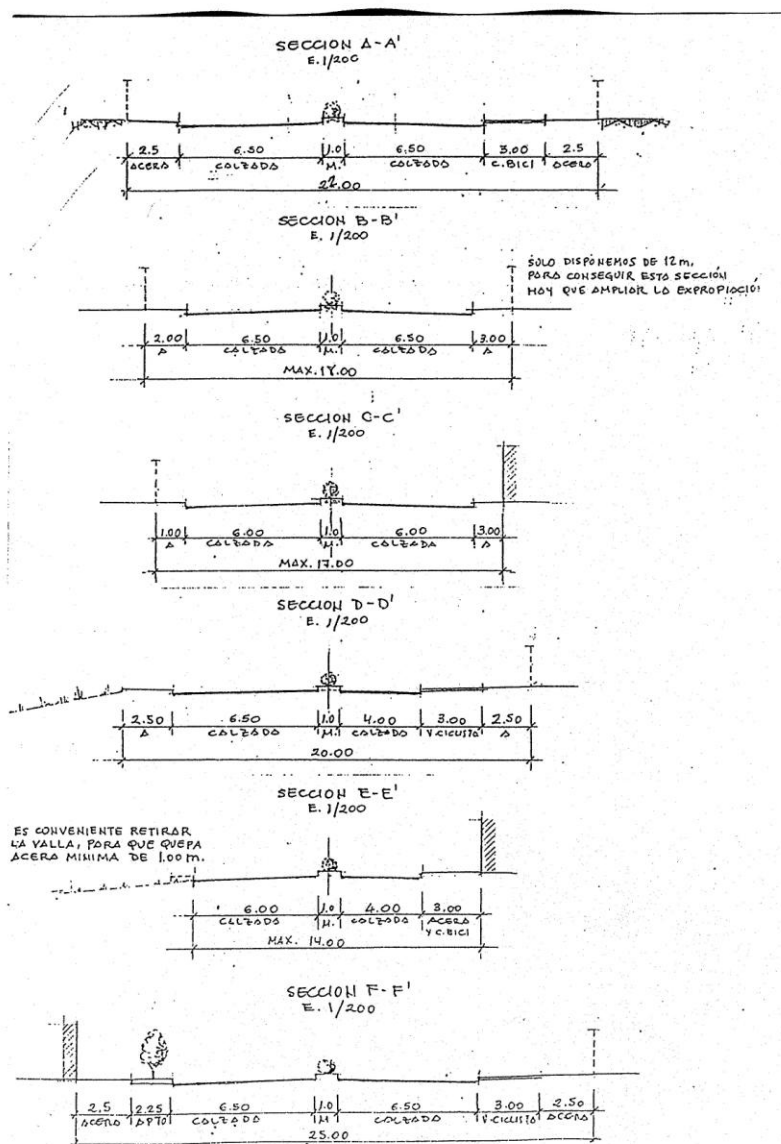 SECCION A-A'
E. 1/200
2.5 6.50 1.0 6.50 3.00 2.5
ACERA CALZADA M. CALZADA C.BICI ACERA
22.00
SECCION B-B'
E. 1/200
SOLO DISPONEMOS DE 12 m.
PARA CONSEGUIR ESTA SECCIÓN
HAY QUE AMPLIAR LA EXPROPIACIÓ
2.00 6.50 1.0 6.50 3.00
A CALZADA M. CALZADA A
MAX. 18.00
SECCION C-C'
E. 1/200
1.00 6.00 1.0 6.00 3.00
A CALZADA M. CALZADA A
MAX. 17.00
SECCION D-D'
E. 1/200
2.50 6.50 1.0 4.00 3.00 2.50
A CALZADA M. CALZADA V.CICLISTA A
20.00
SECCION E-E'
E. 1/200
ES CONVENIENTE RETIRAR
LA VALLA, PARA QUE QUEPA
ACERA MINIMA DE 1.00 m.
6.00 1.0 4.00 3.00
CALZADA M. CALZADA ACERA
Y C.BICI
MAX. 14.00
SECCION F-F'
E. 1/200
2.5 2.25 6.50 1.0 6.50 3.00 2.50
ACERA APTO CALZADA M CALZADA V.CICLISTA ACERA
25.00